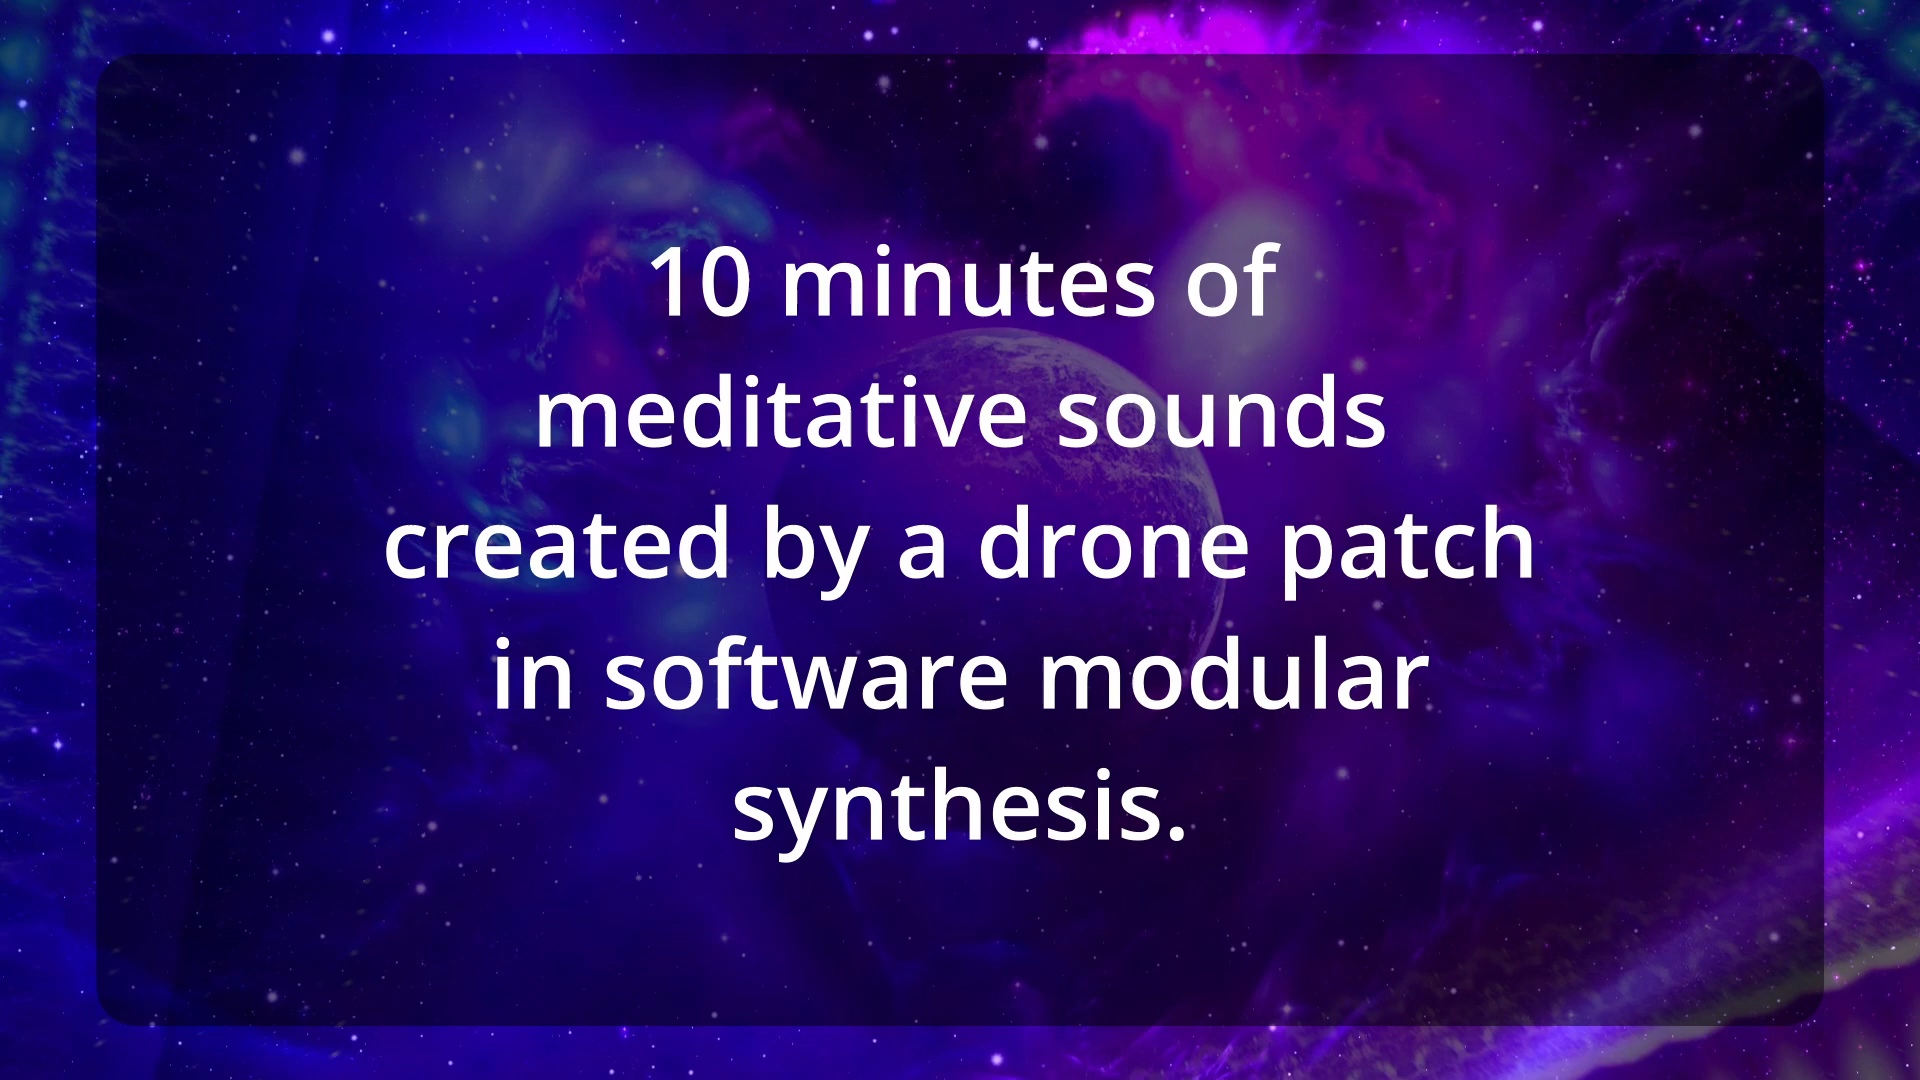 10 minutes of
meditative sounds
created by a drone patch
in software modular
synthesis.